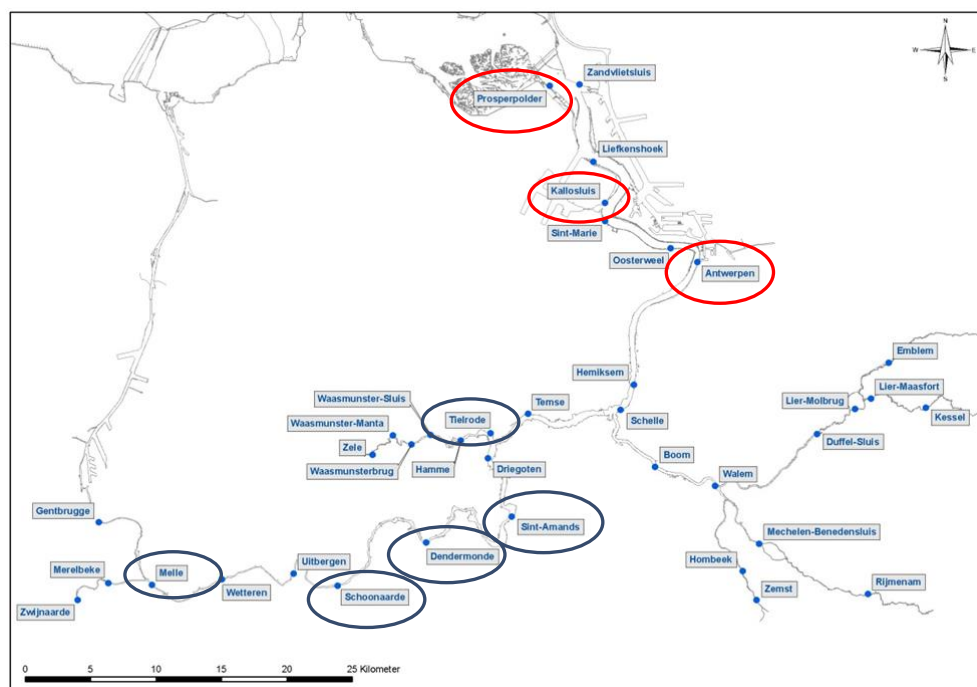 N
W E
S
Zandvlietsluis
Prosperpolder
Liefkenshoek
Kallosluis
Sint-Marie
Oosterweel
Antwerpen
Emblem
Hemiksem
Lier-Maasfort
Waasmunster-Sluis
Lier-Molbrug
Temse
Kessel
Tielrode
Schelle
Waasmunster-Manta
Duffel-Sluis
Zele
Waasmunsterbrug
Hamme
Driegoten
Boom
Walem
Gentbrugge
Sint-Amands
Mechelen-Benedensluis
Dendermonde
Hombeek
Uitbergen
Merelbeke
Melle
Wetteren
Schoonaarde
Zemst
Rijmenam
Zwijnaarde
0 5 10 15 20 25 Kilometer